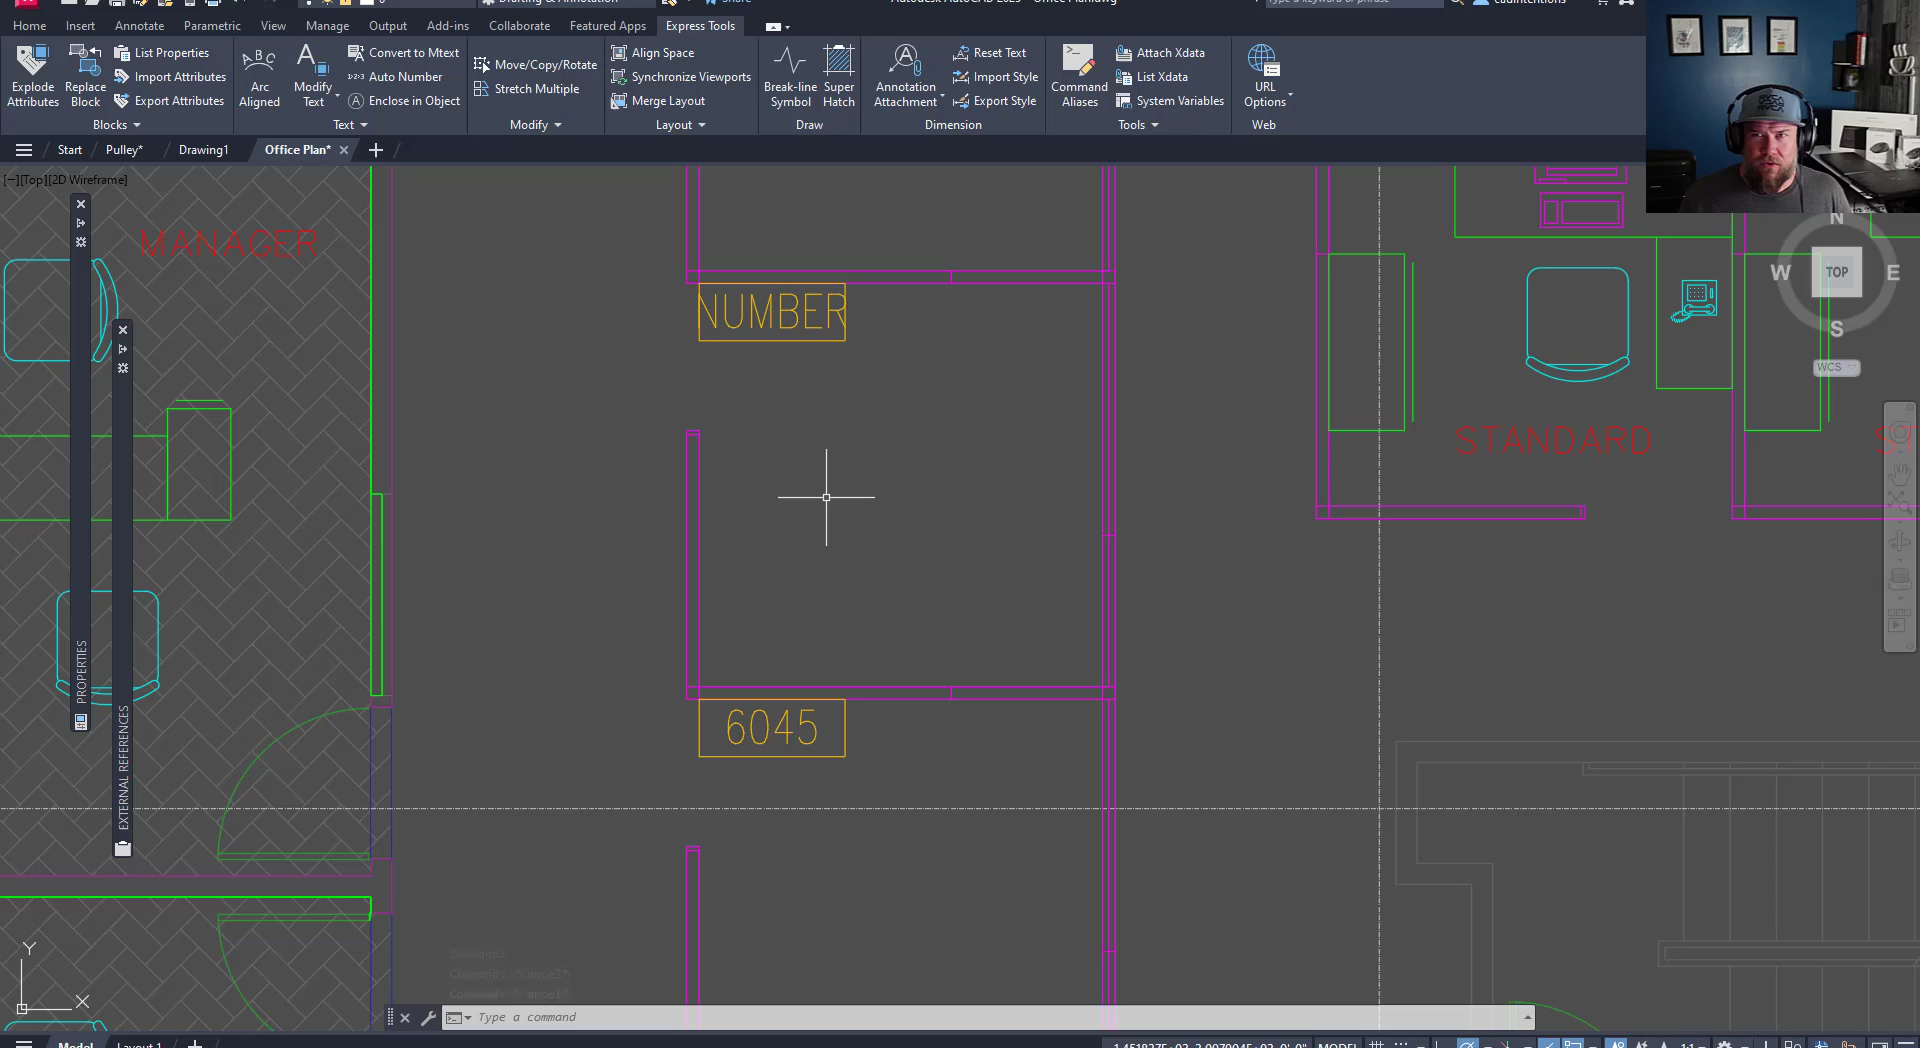 Share
Home
Insert
Annotate
Parametric
View
Manage
Output
Add-ins
Collaborate
Featured Apps
Express Tools
Explode Attributes
Replace Block
List Properties
Import Attributes
Export Attributes
Blocks
Arc Aligned
Modify Text
Convert to Mtext
Auto Number
Enclose in Object
Text
Move/Copy/Rotate
Stretch Multiple
Modify
Align Space
Synchronize Viewports
Merge Layout
Layout
Break-line Symbol
Super Hatch
Draw
Annotation Attachment
Reset Text
Import Style
Export Style
Dimension
Command Aliases
Attach Xdata
List Xdata
System Variables
Tools
URL Options
Web
Start
Pulley*
Drawing1
Office Plan*
[−][Top][2D Wireframe]
MANAGER
NUMBER
6045
STANDARD
N
W
TOP
E
S
WCS
PROPERTIES
EXTERNAL REFERENCES
Y
X
Type a command
Model
Layout 1
MODEL